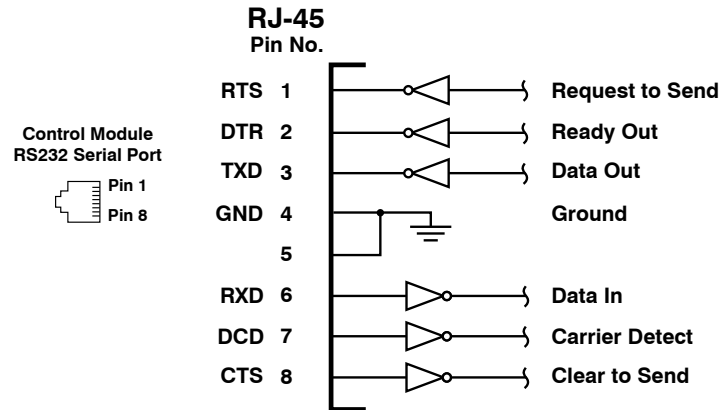 RJ-45
Pin No.
RTS 1 Request to Send
DTR 2 Ready Out
Control Module
RS232 Serial Port
TXD 3 Data Out
Pin 1
Pin 8
GND 4 Ground
5
RXD 6 Data In
DCD 7 Carrier Detect
CTS 8 Clear to Send